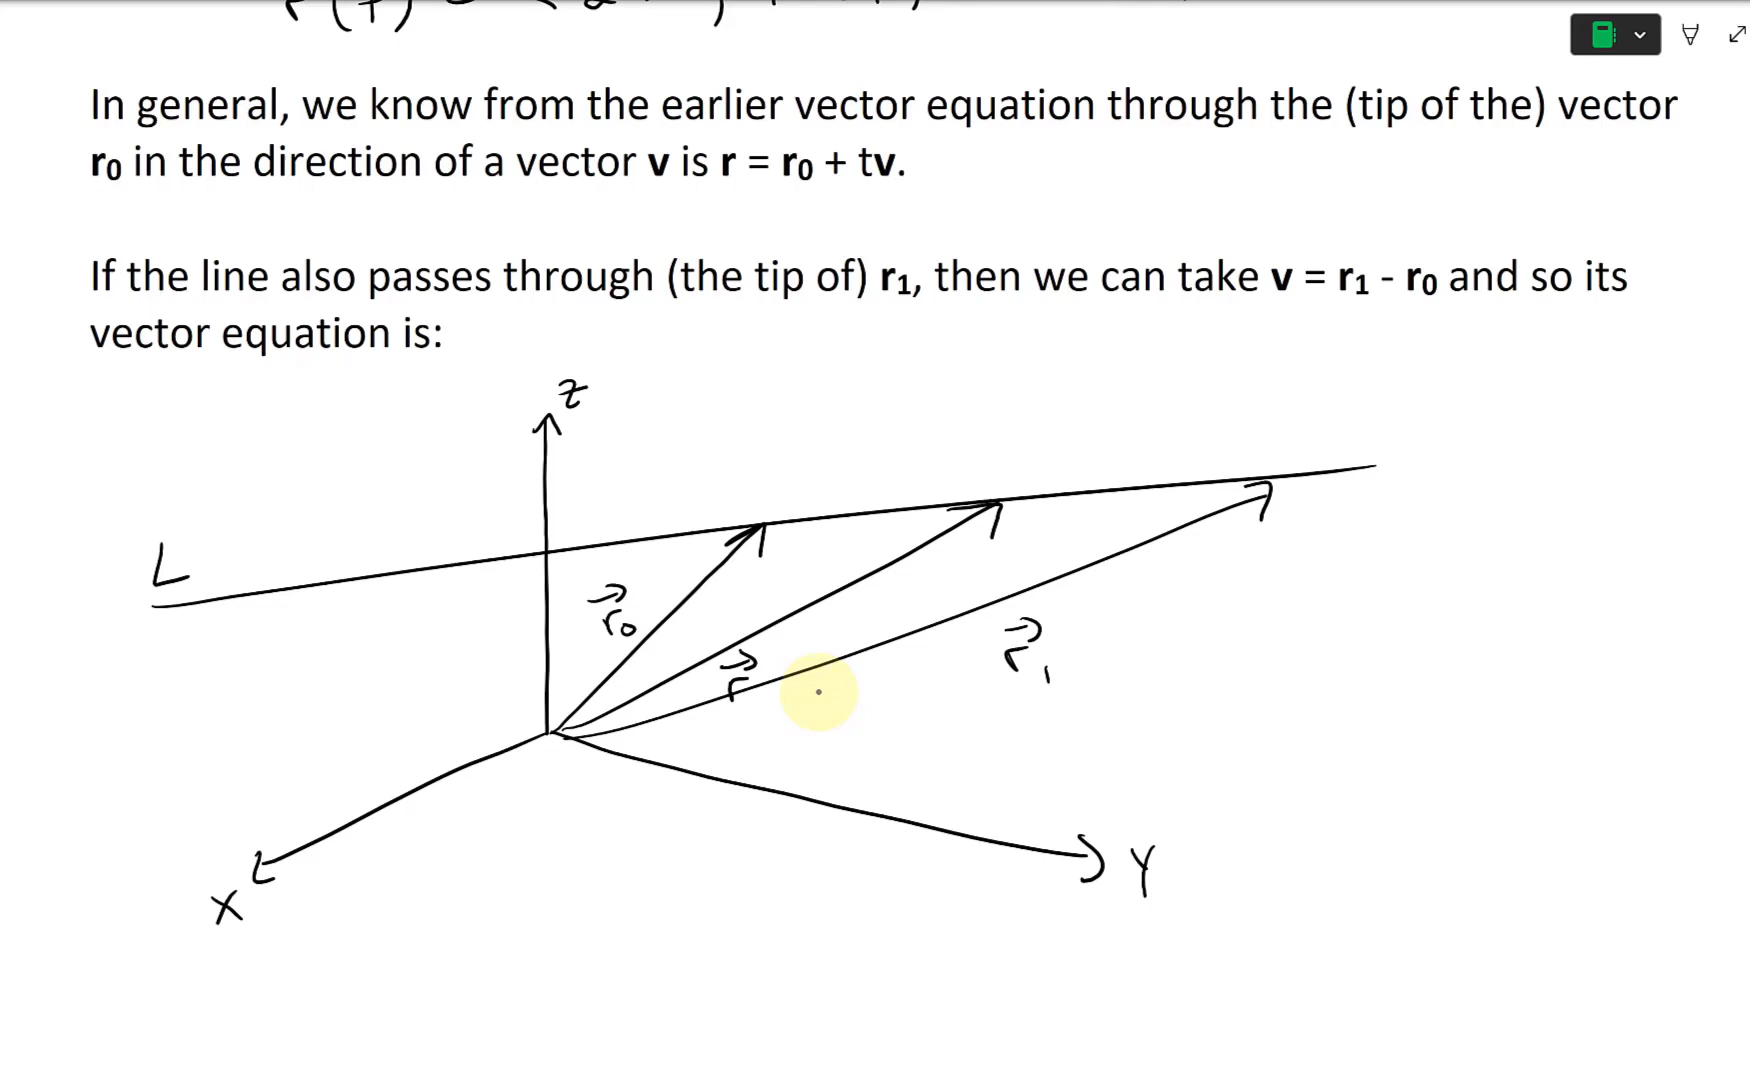 In general, we know from the earlier vector equation through the (tip of the) vector
r₀ in the direction of a vector v is r = r₀ + tv.
If the line also passes through (the tip of) r₁, then we can take v = r₁ - r₀ and so its
vector equation is:
z
L
r⃗₀
r⃗
r⃗₁
x
y